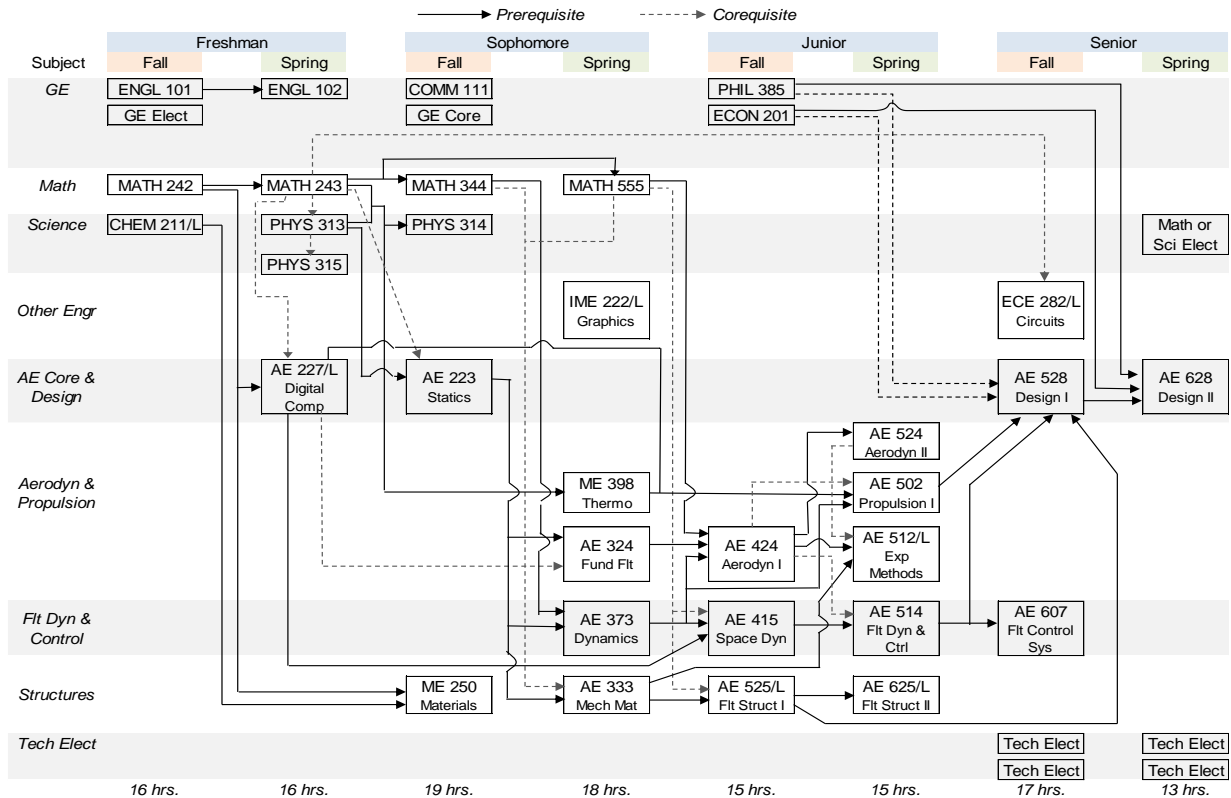 Prerequisite Corequisite
Freshman Sophomore Junior Senior
Subject Fall Spring Fall Spring Fall Spring Fall Spring
GE ENGL 101 ENGL 102 COMM 111 PHIL 385
GE Elect GE Core ECON 201
Math MATH 242 MATH 243 MATH 344 MATH 555
Science CHEM 211/L PHYS 313 PHYS 314 Math or
Sci Elect
PHYS 315
Other Engr IME 222/L ECE 282/L
Graphics Circuits
AE Core & AE 227/L AE 223 AE 528 AE 628
Design Digital Statics Design I Design II
Comp
AE 524
Aerodyn II
Aerodyn & ME 398 AE 502
Propulsion Thermo Propulsion I
AE 324 AE 424 AE 512/L
Fund Flt Aerodyn I Exp
Methods
Flt Dyn & AE 373 AE 415 AE 514 AE 607
Control Dynamics Space Dyn Flt Dyn & Flt Control
Ctrl Sys
Structures ME 250 AE 333 AE 525/L AE 625/L
Materials Mech Mat Flt Struct I Flt Struct II
Tech Elect Tech Elect Tech Elect
Tech Elect Tech Elect
16 hrs. 16 hrs. 19 hrs. 18 hrs. 15 hrs. 15 hrs. 17 hrs. 13 hrs.